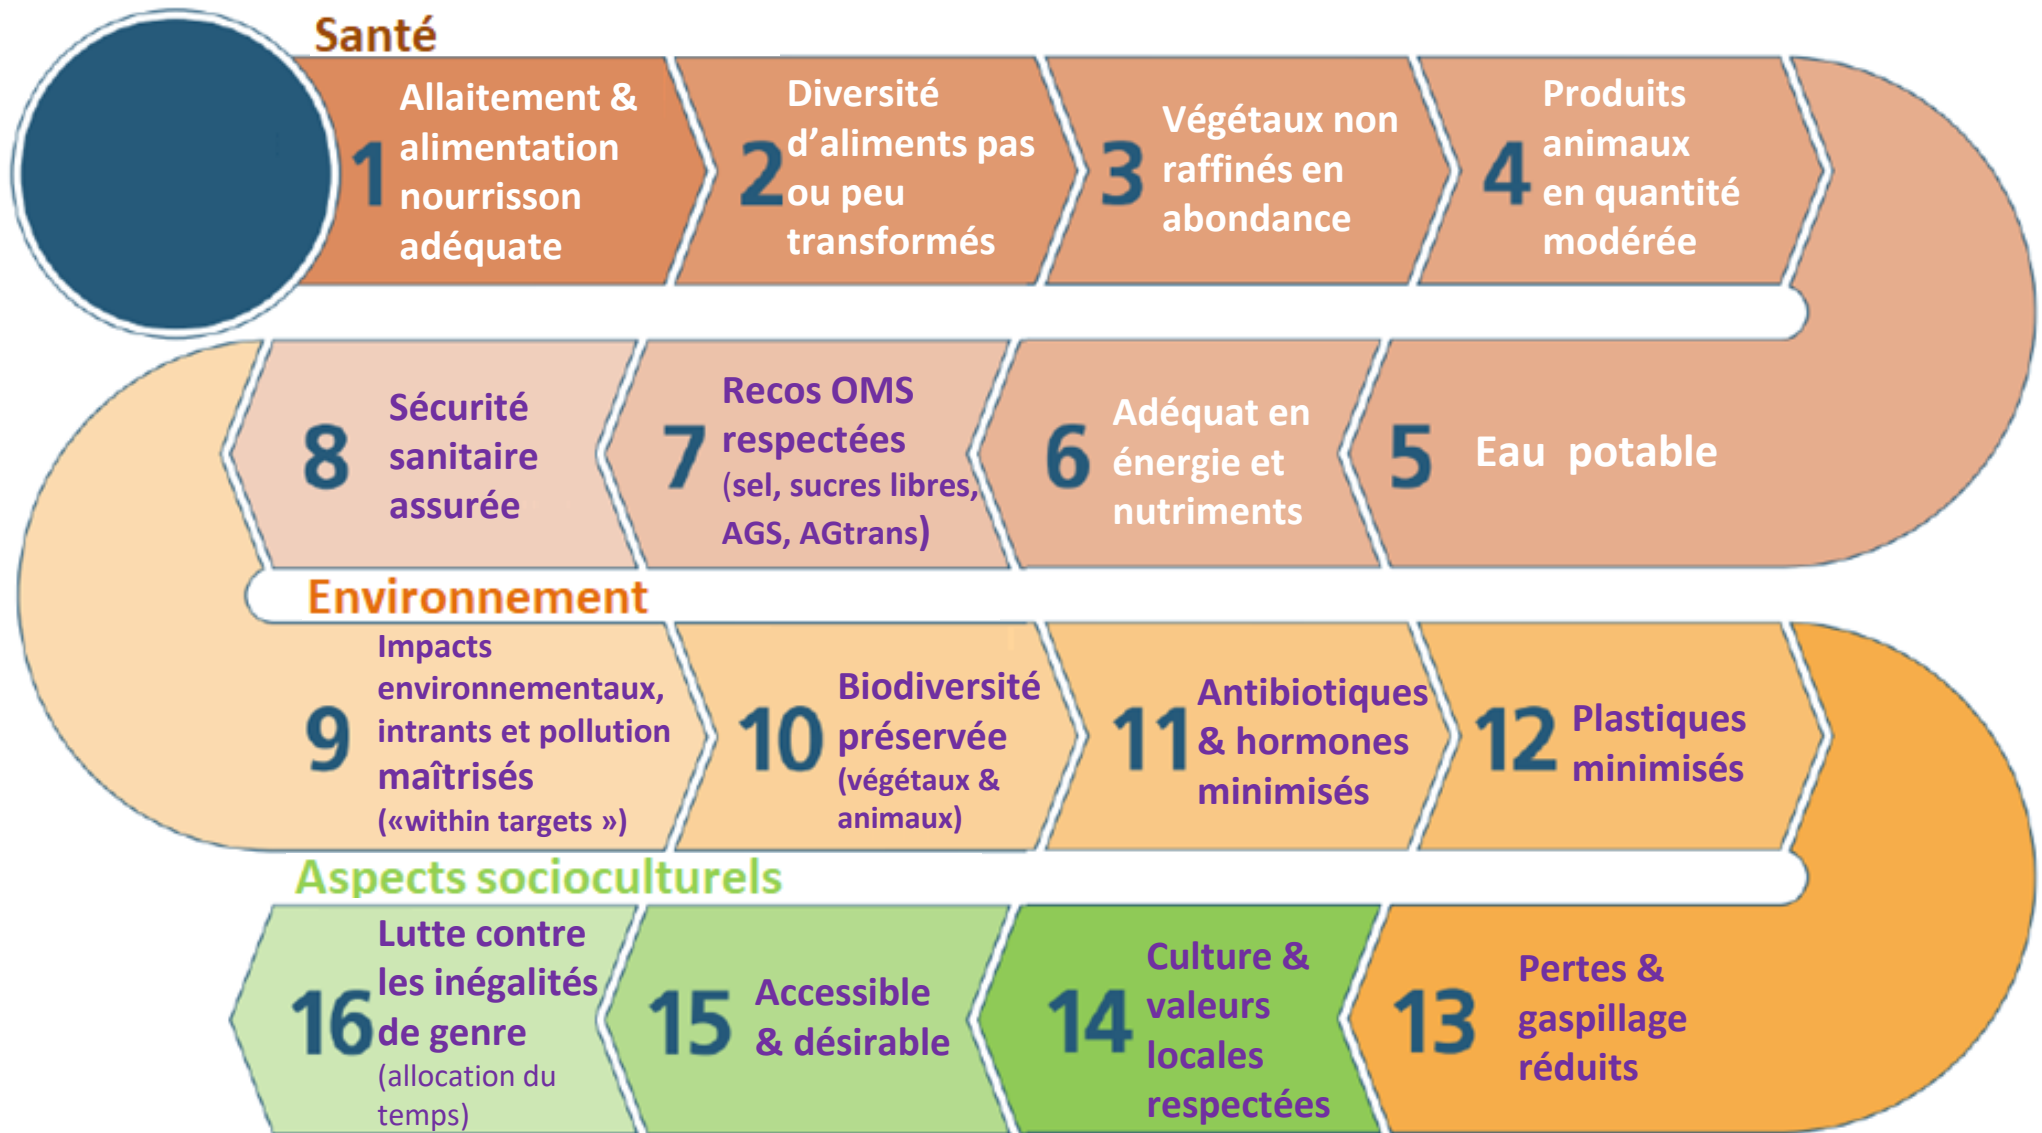 Santé
1
Allaitement &
alimentation
nourrisson
adéquate
2
Diversité
d’aliments pas
ou peu
transformés
3
Végétaux non
raffinés en
abondance
4
Produits
animaux
en quantité
modérée
5
Eau potable
6
Adéquat en
énergie et
nutriments
7
Recos OMS
respectées
(sel, sucres libres,
AGS, AGtrans)
8
Sécurité
sanitaire
assurée
Environnement
9
Impacts
environnementaux,
intrants et pollution
maîtrisés
(«within targets »)
10
Biodiversité
préservée
(végétaux &
animaux)
11
Antibiotiques
& hormones
minimisés
12
Plastiques
minimisés
13
Pertes &
gaspillage
réduits
Aspects socioculturels
14
Culture &
valeurs
locales
respectées
15
Accessible
& désirable
16
Lutte contre
les inégalités
de genre
(allocation du
temps)